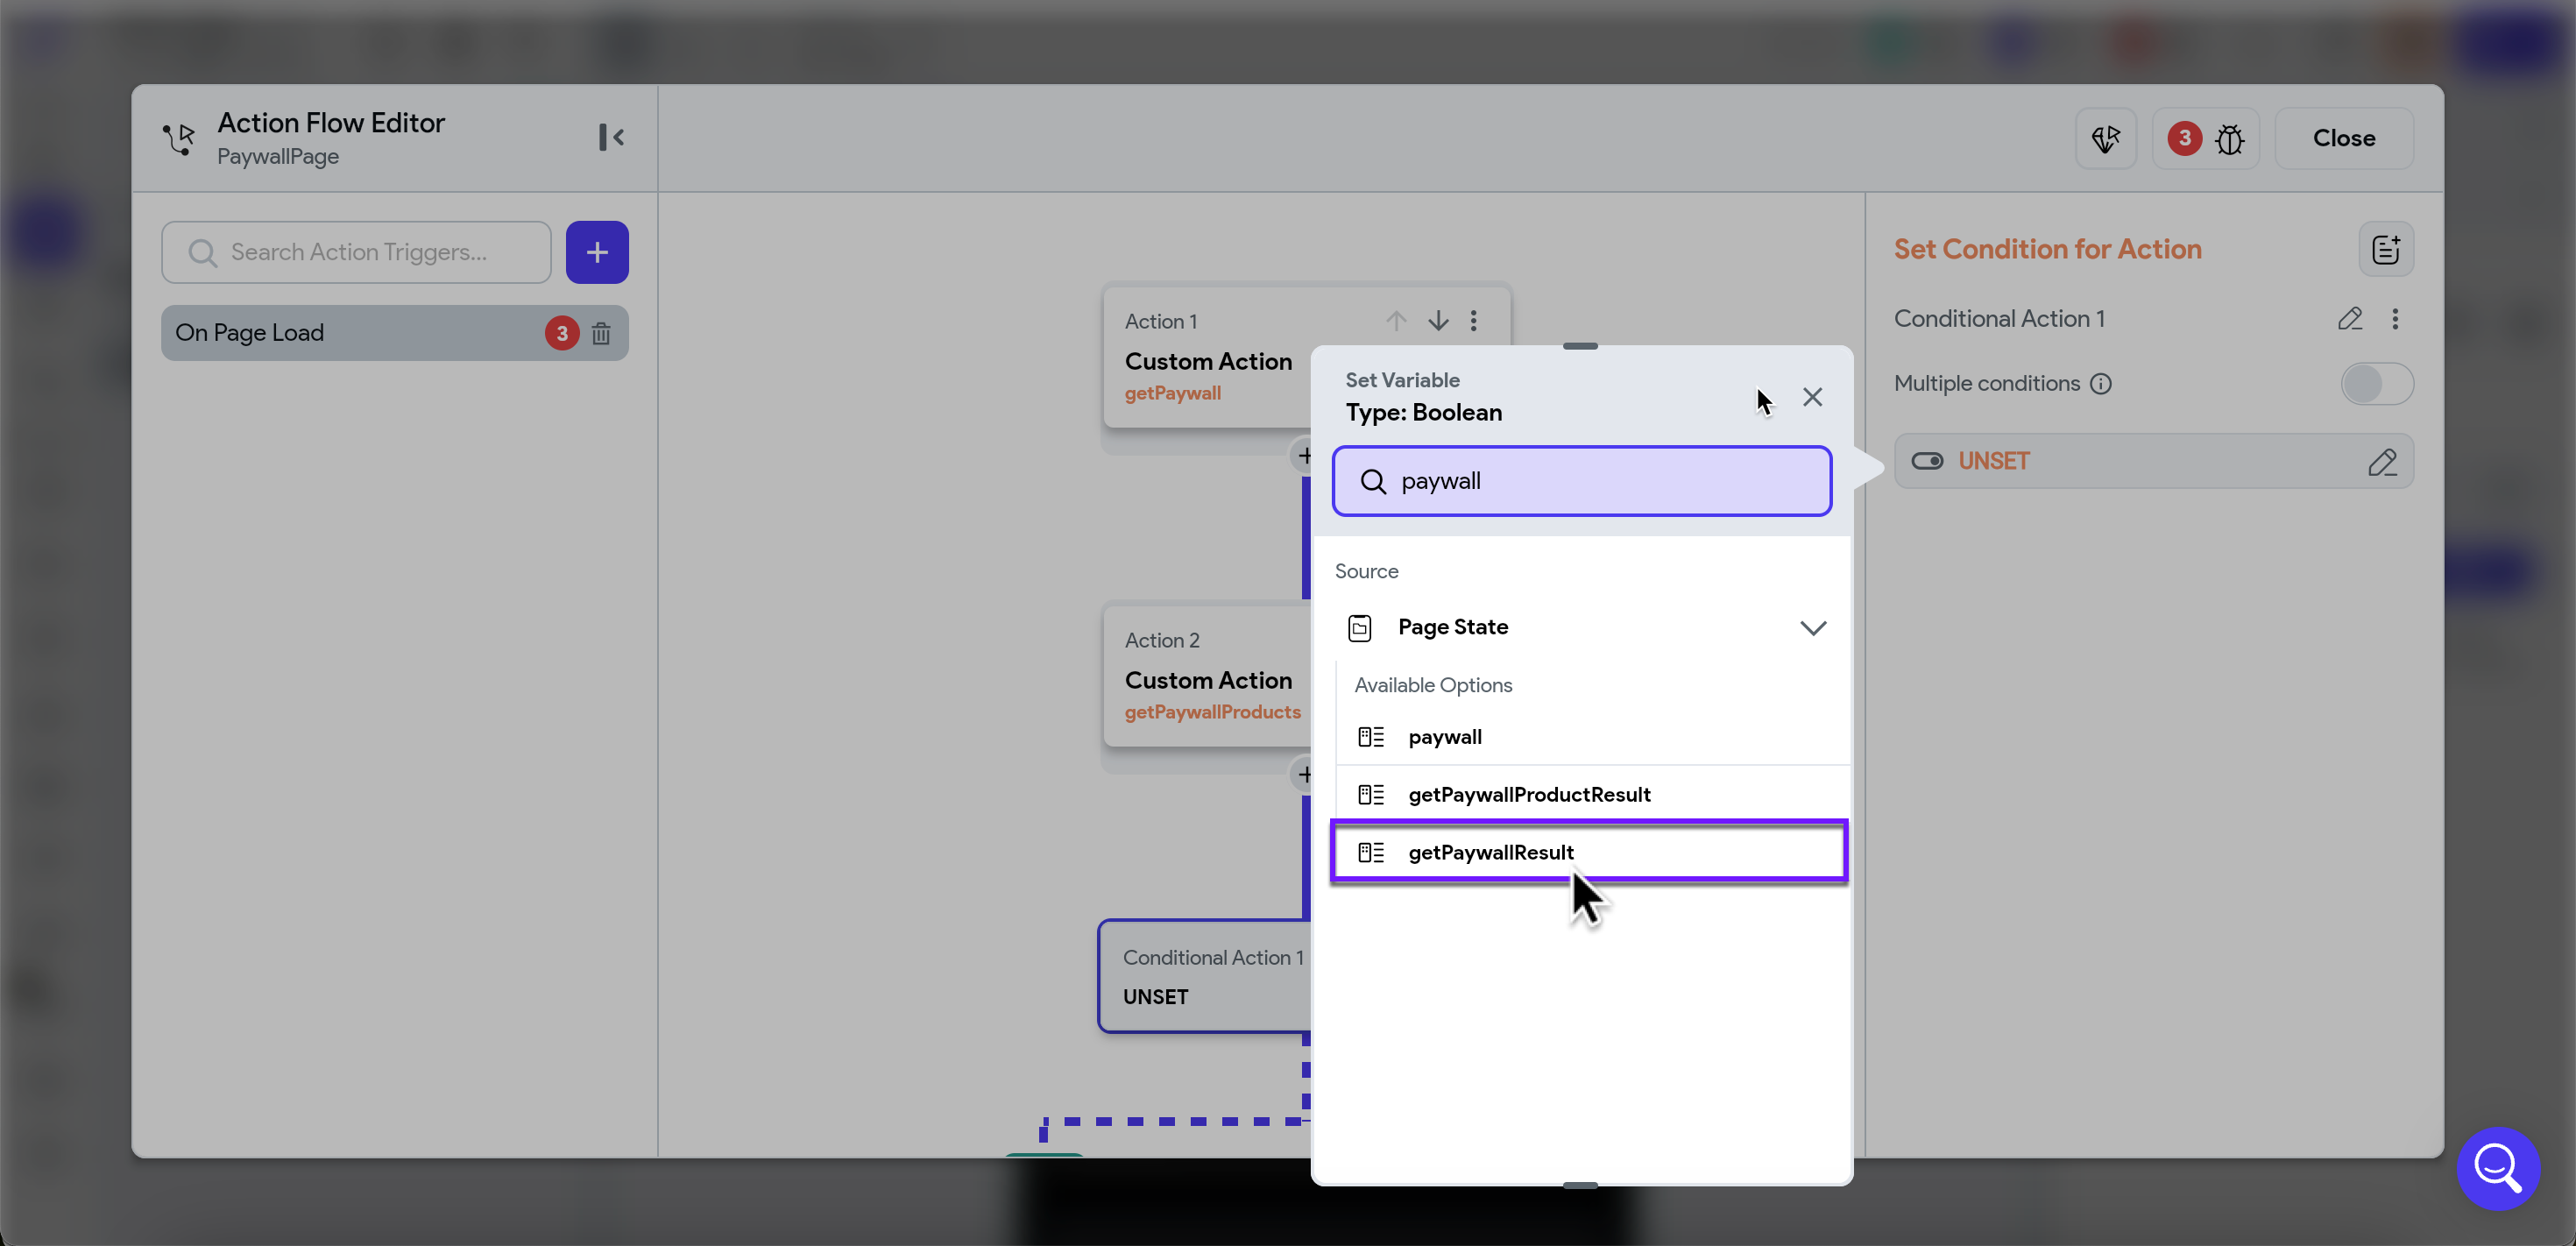 Action Flow Editor
PaywallPage
3
Close
Search Action Triggers...
On Page Load
3
Action 1
Custom Action
getPaywall
Action 2
Custom Action
getPaywallProducts
Conditional Action 1
UNSET
Set Variable
Type: Boolean
paywall
Source
Page State
Available Options
paywall
getPaywallProductResult
getPaywallResult
Set Condition for Action
Conditional Action 1
Multiple conditions
UNSET